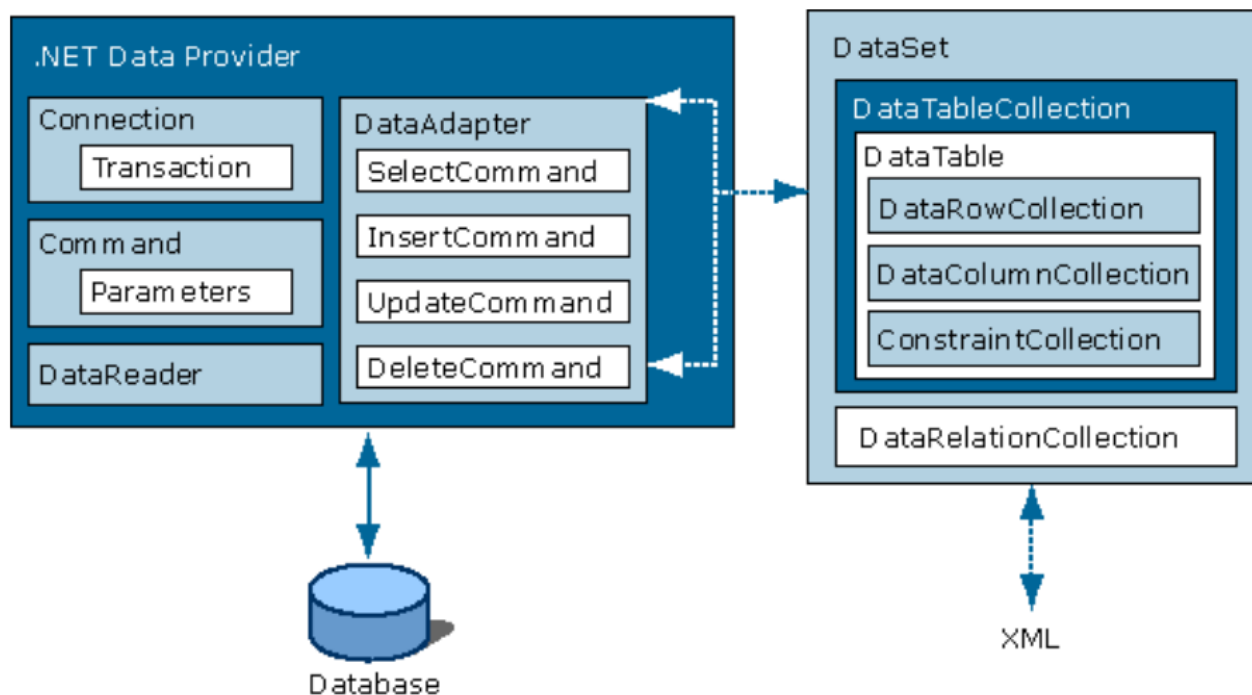 .NET Data Provider
Connection
Transaction
Command
Parameters
DataReader
DataAdapter
SelectCommand
InsertCommand
UpdateCommand
DeleteCommand
DataSet
DataTableCollection
DataTable
DataRowCollection
DataColumnCollection
ConstraintCollection
DataRelationCollection
Database
XML